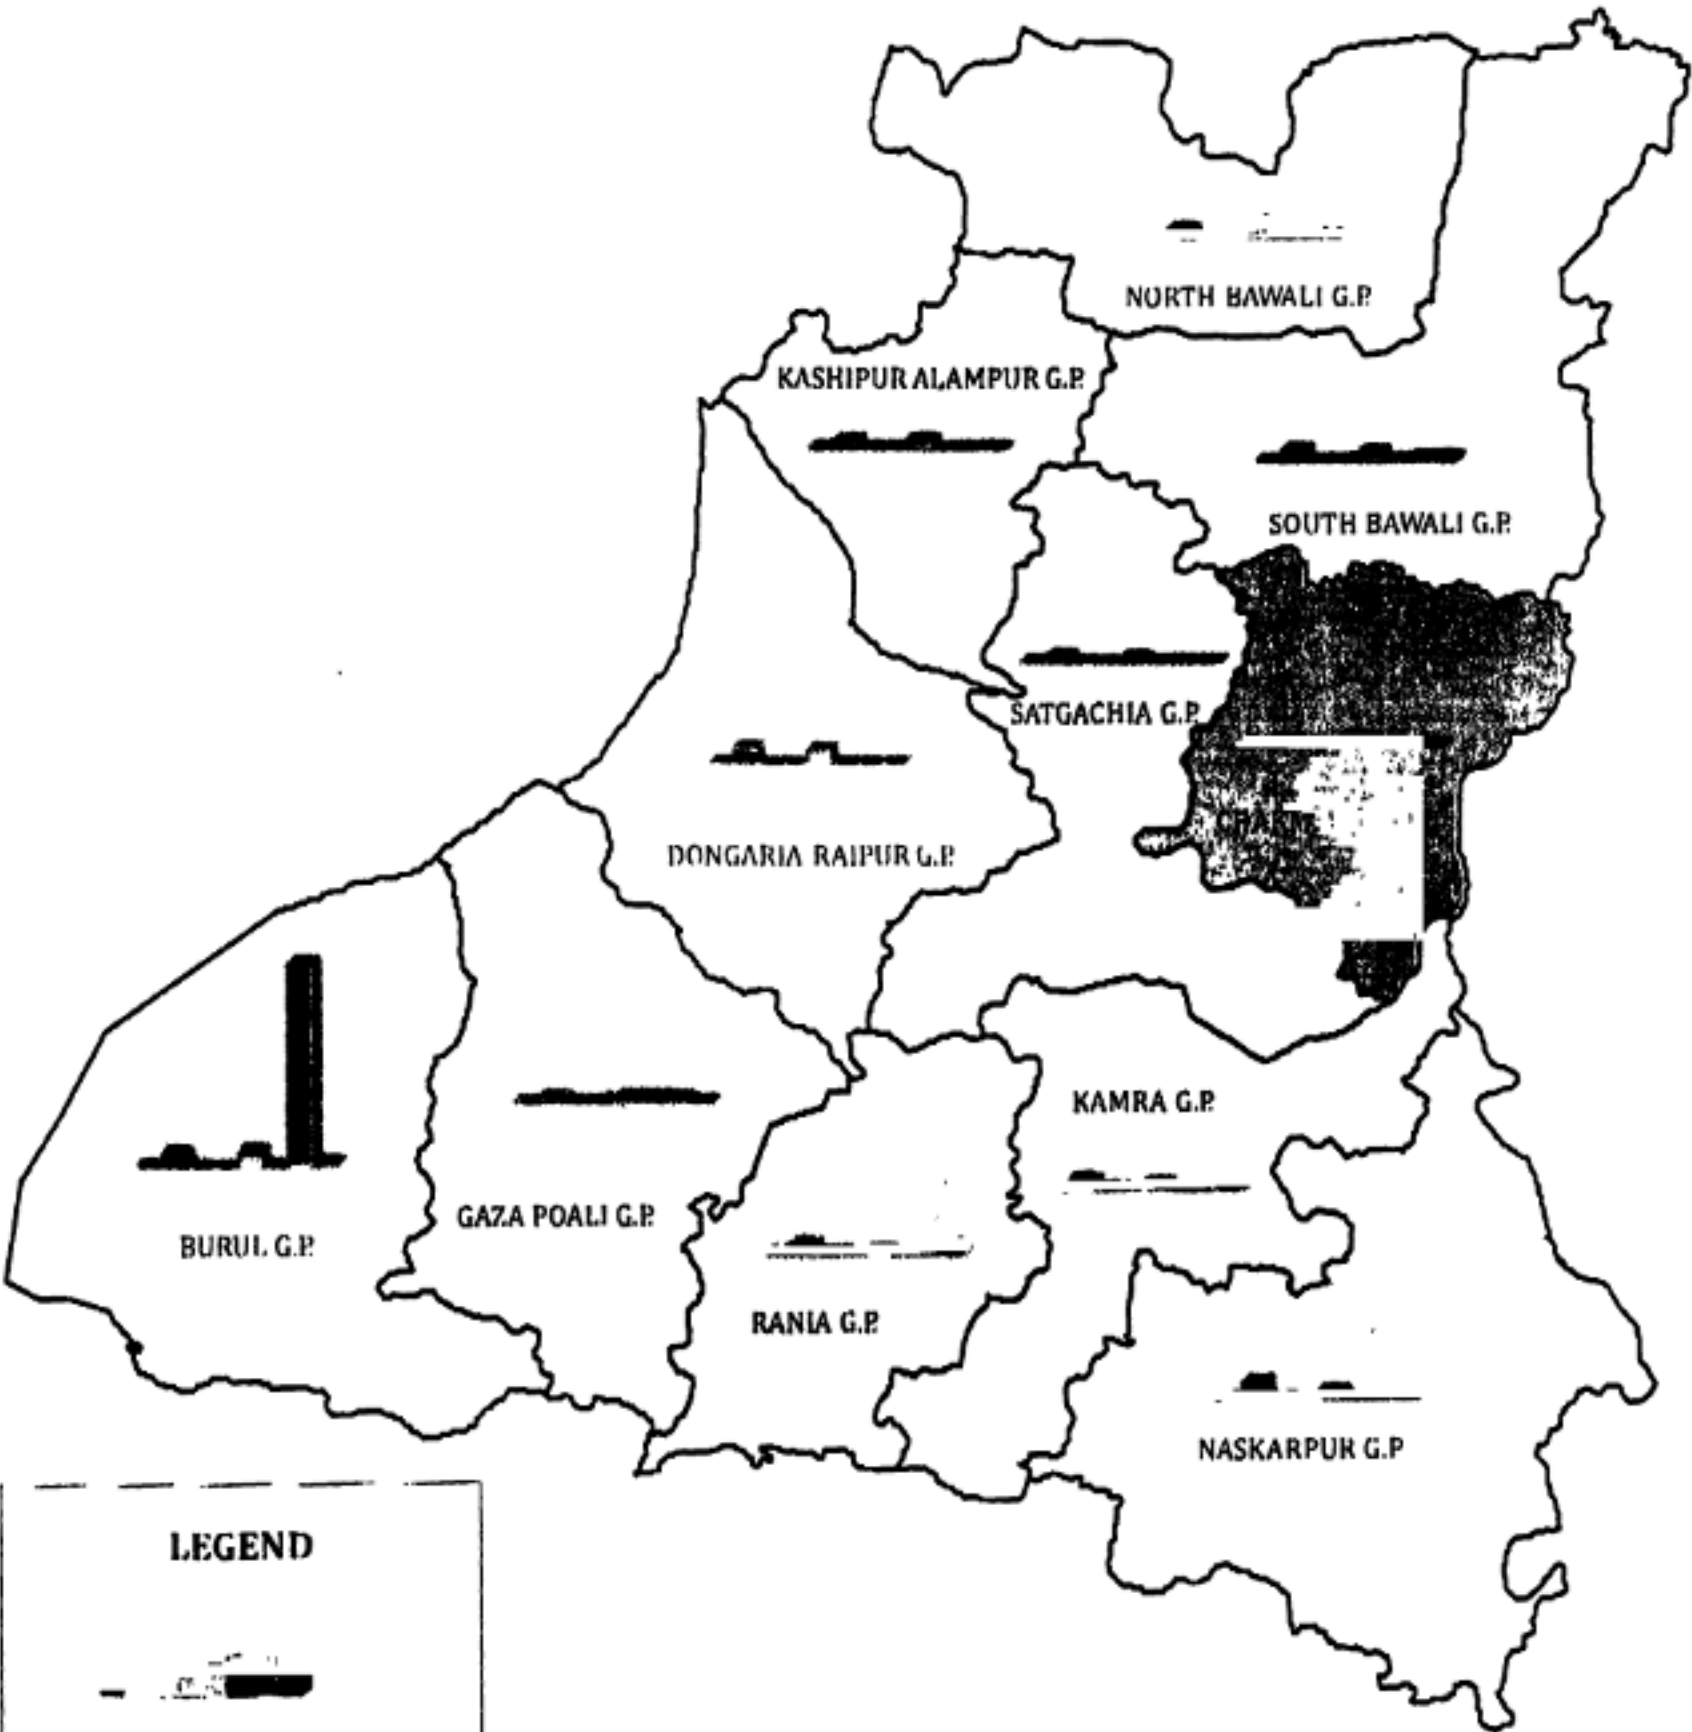 NORTH BAWALI G.P.
KASHIPUR ALAMPUR G.P.
SOUTH BAWALI G.P.
SATGACHIA G.P.
DONGARIA RAIPUR G.P.
KAMRA G.P.
GAZA POALI G.P.
BURUL G.P.
RANIA G.P.
NASKARPUR G.P
LEGEND